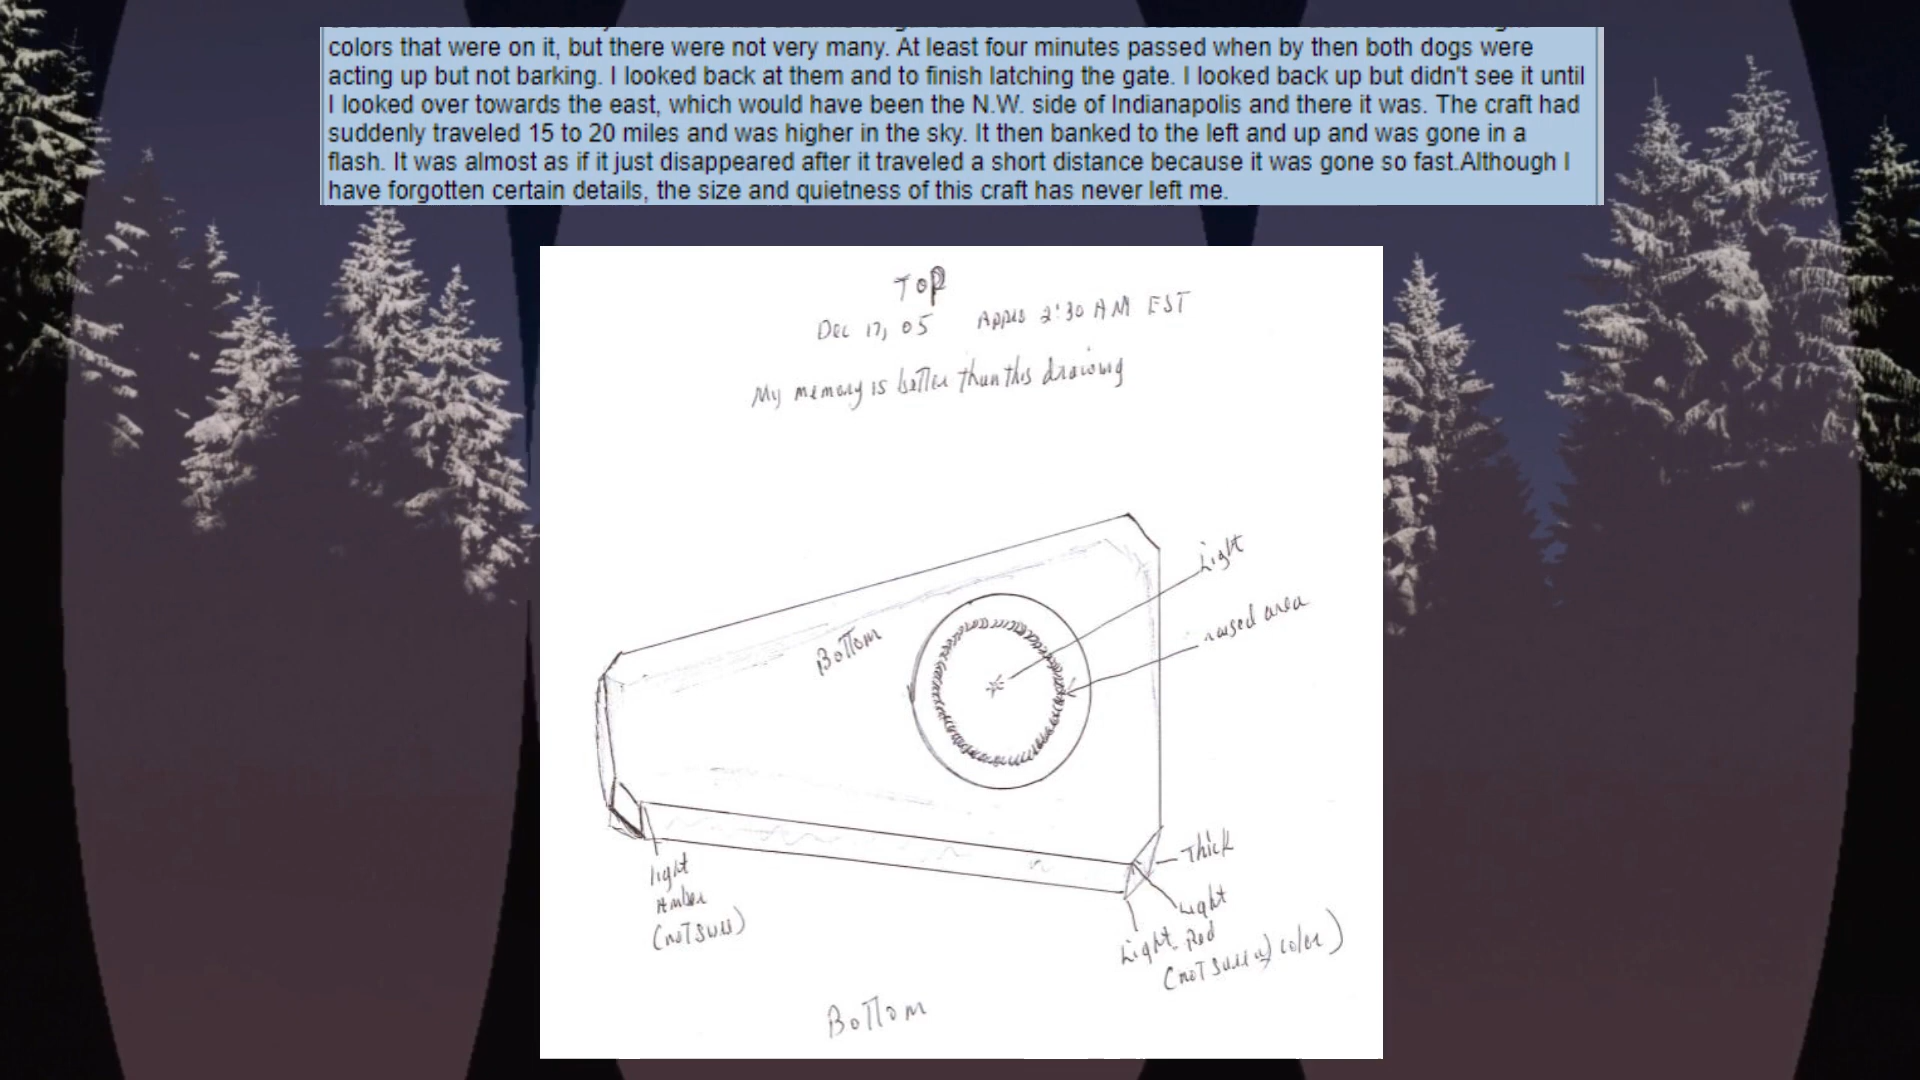 colors that were on it, but there were not very many. At least four minutes passed when by then both dogs were
acting up but not barking. I looked back at them and to finish latching the gate. I looked back up but didn't see it until
I looked over towards the east, which would have been the N.W. side of Indianapolis and there it was. The craft had
suddenly traveled 15 to 20 miles and was higher in the sky. It then banked to the left and up and was gone in a
flash. It was almost as if it just disappeared after it traveled a short distance because it was gone so fast.Although I
have forgotten certain details, the size and quietness of this craft has never left me.
TOP
Dec 17, 05 2:30 AM EST
My memory is better than this drawing
Light
raised area
Bottom
Thick
light
Amber
(not sure)
Light
Light Red
(not sure of color)
Bottom